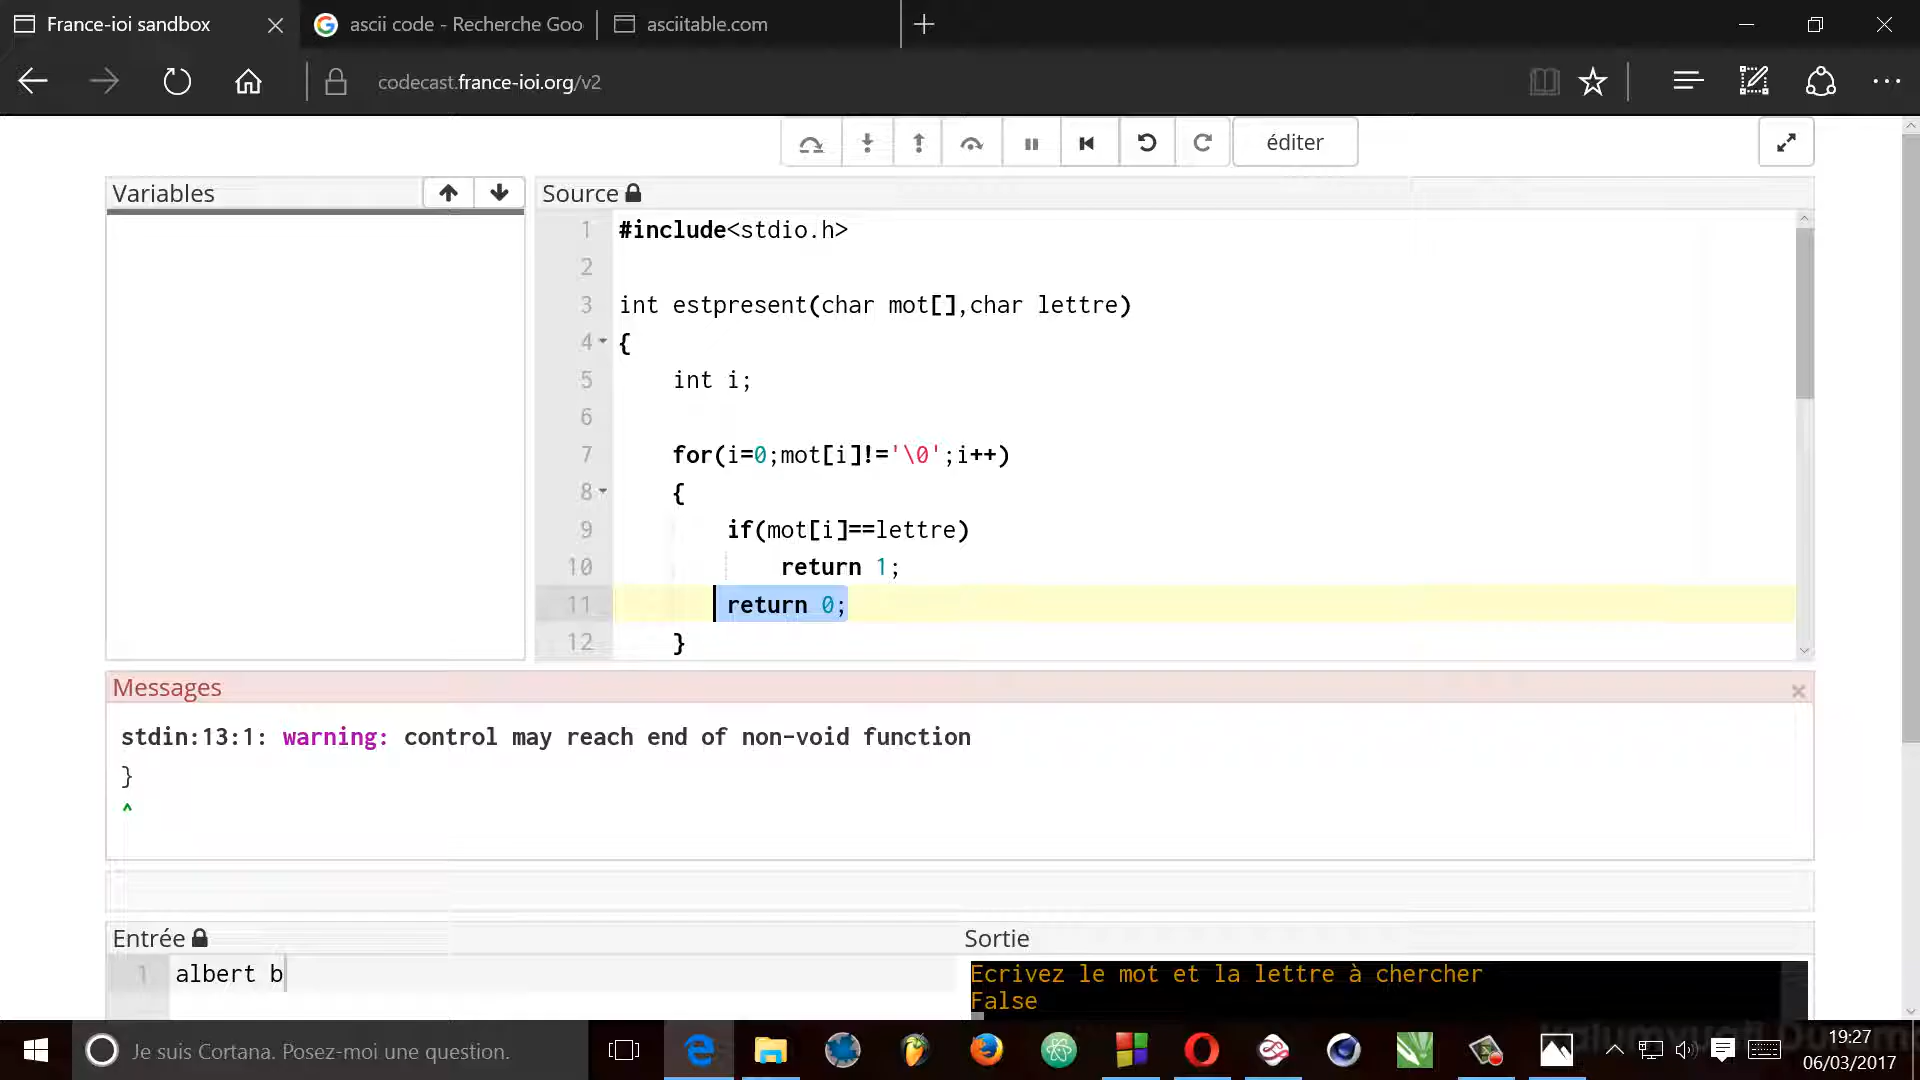 France-ioi sandbox
ascii code - Recherche Goo
asciitable.com
codecast.france-ioi.org/v2
éditer
Variables
Source
1 #include<stdio.h>
2
3 int estpresent(char mot[],char lettre)
4 {
5 int i;
6
7 for(i=0;mot[i]!='\0';i++)
8 {
9 if(mot[i]==lettre)
10 return 1;
11 return 0;
12 }
Messages
stdin:13:1: warning: control may reach end of non-void function
}
^
Entrée
Sortie
1 albert b
Ecrivez le mot et la lettre à chercher
False
Je suis Cortana. Posez-moi une question.
19:27
06/03/2017